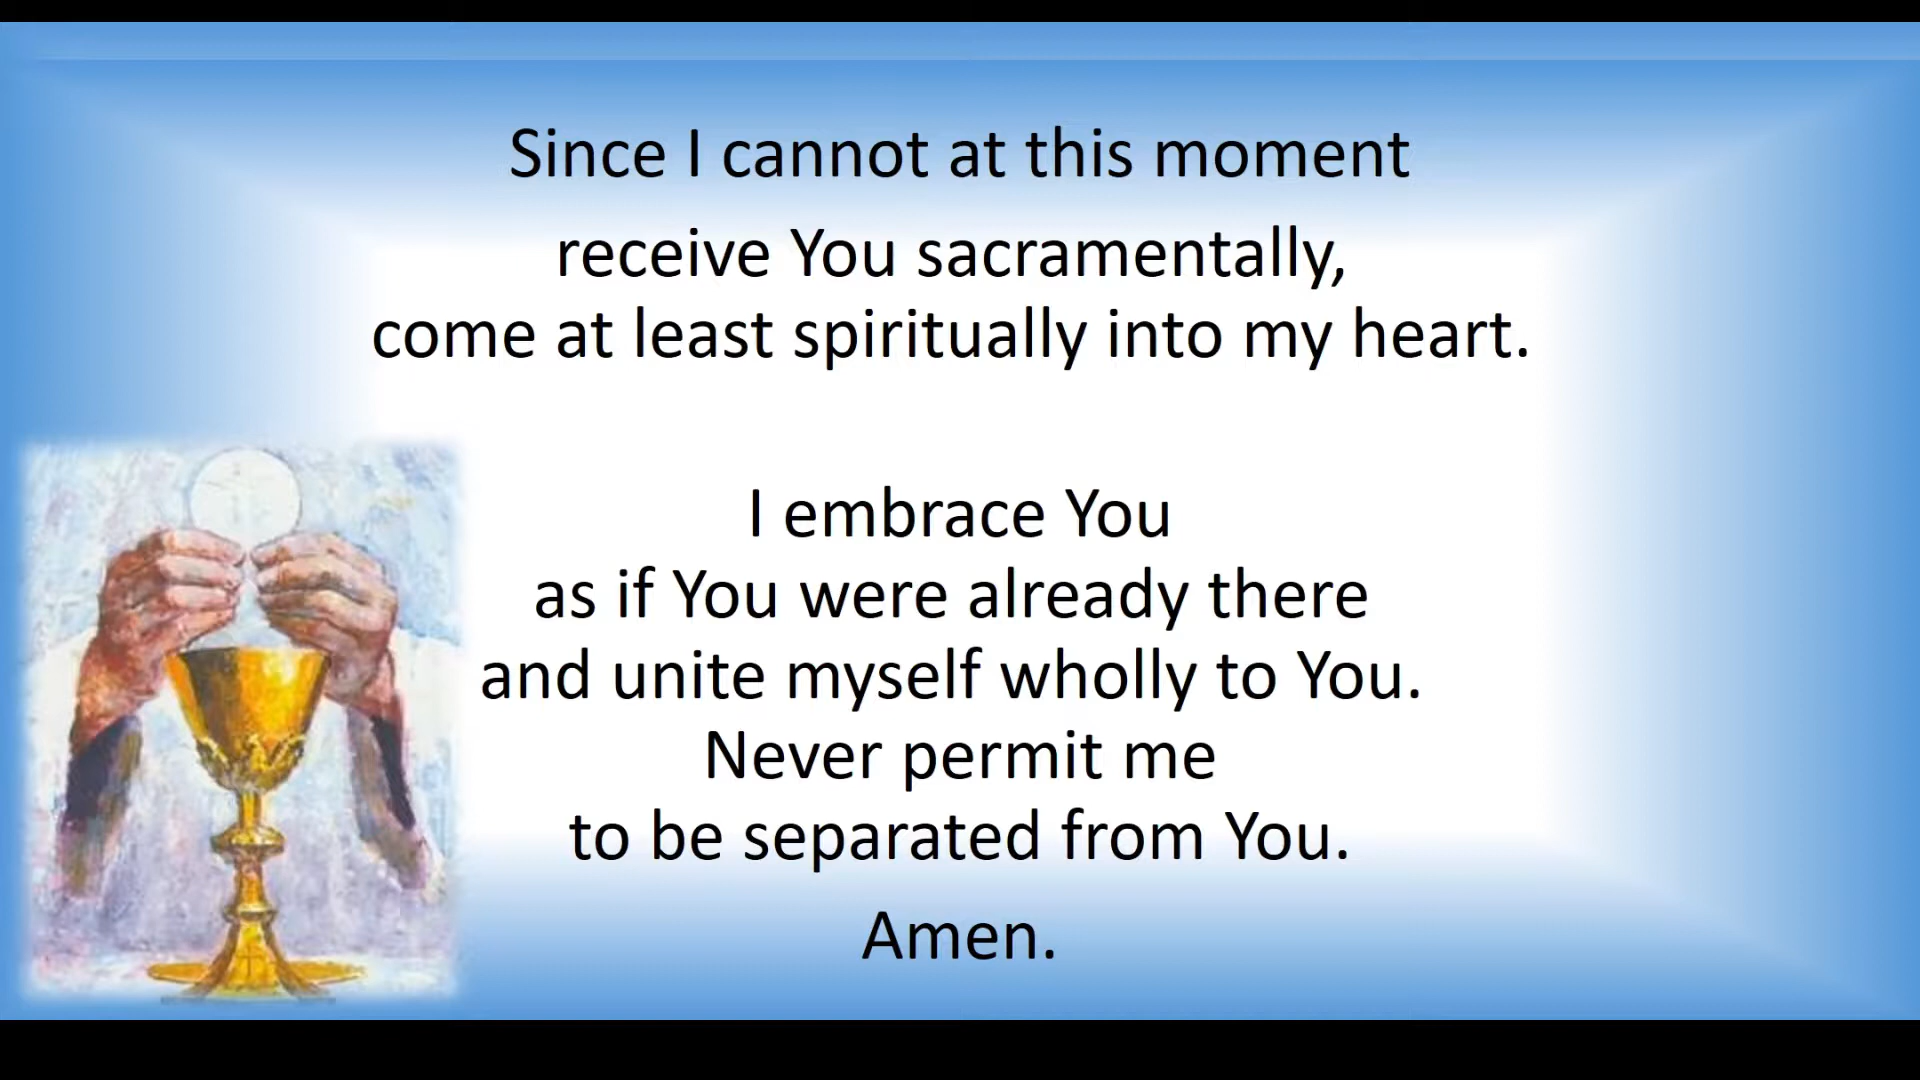 Since I cannot at this moment
receive You sacramentally,
come at least spiritually into my heart.
I embrace You
as if You were already there
and unite myself wholly to You.
Never permit me
to be separated from You.
Amen.